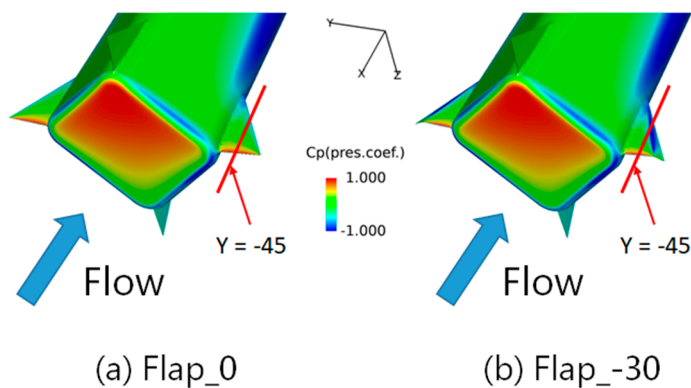 Y
X
Z
Cp(pres.coef.)
1.000
-1.000
Y = -45
Y = -45
Flow
Flow
(a) Flap_0
(b) Flap_-30